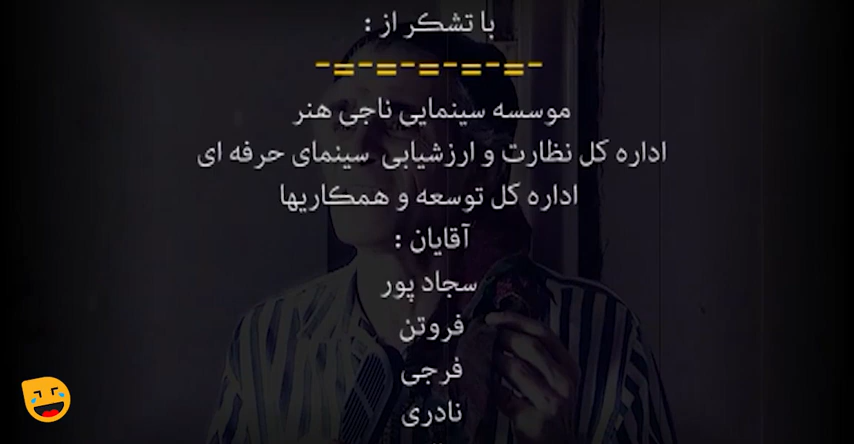 با تشکر از :
-=-=-=-=-=-
موسسه سینمایی ناجی هنر
اداره کل نظارت و ارزشیابی سینمای حرفه ای
اداره کل توسعه و همکاریها
آقایان :
سجاد پور
فروتن
فرجی
نادری